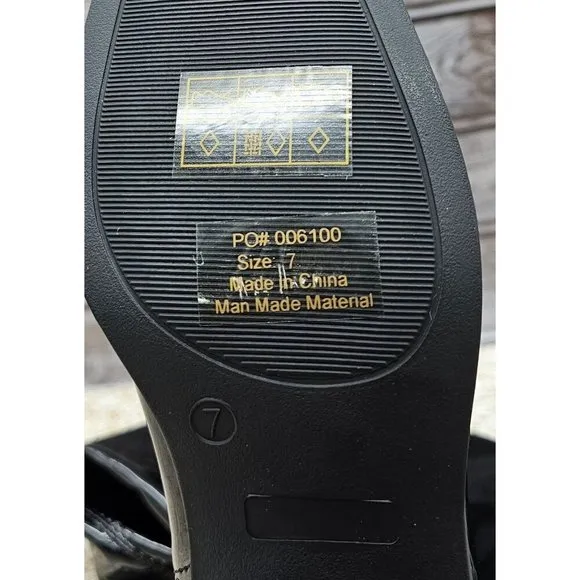 PO# 006100
Size: 7
Made In China
Man Made Material
7